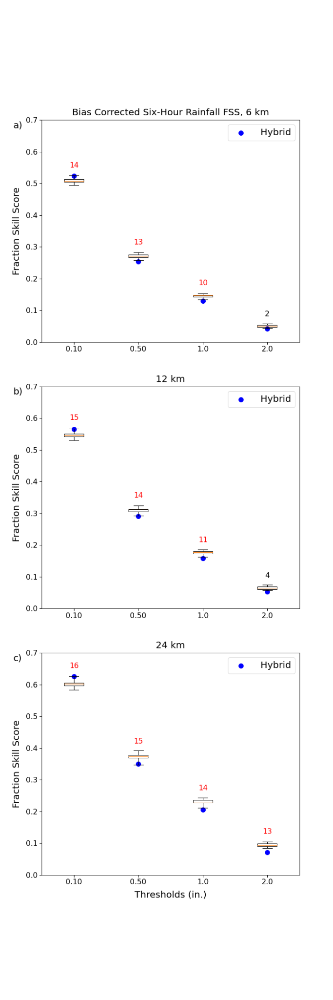 Bias Corrected Six-Hour Rainfall FSS, 6 km
a)
Hybrid
Fraction Skill Score
0.7
0.6
0.5
0.4
0.3
0.2
0.1
0.0
14
13
10
2
0.10 0.50 1.0 2.0
12 km
b)
Hybrid
Fraction Skill Score
0.7
0.6
0.5
0.4
0.3
0.2
0.1
0.0
15
14
11
4
0.10 0.50 1.0 2.0
24 km
c)
Hybrid
Fraction Skill Score
0.7
0.6
0.5
0.4
0.3
0.2
0.1
0.0
16
15
14
13
0.10 0.50 1.0 2.0
Thresholds (in.)